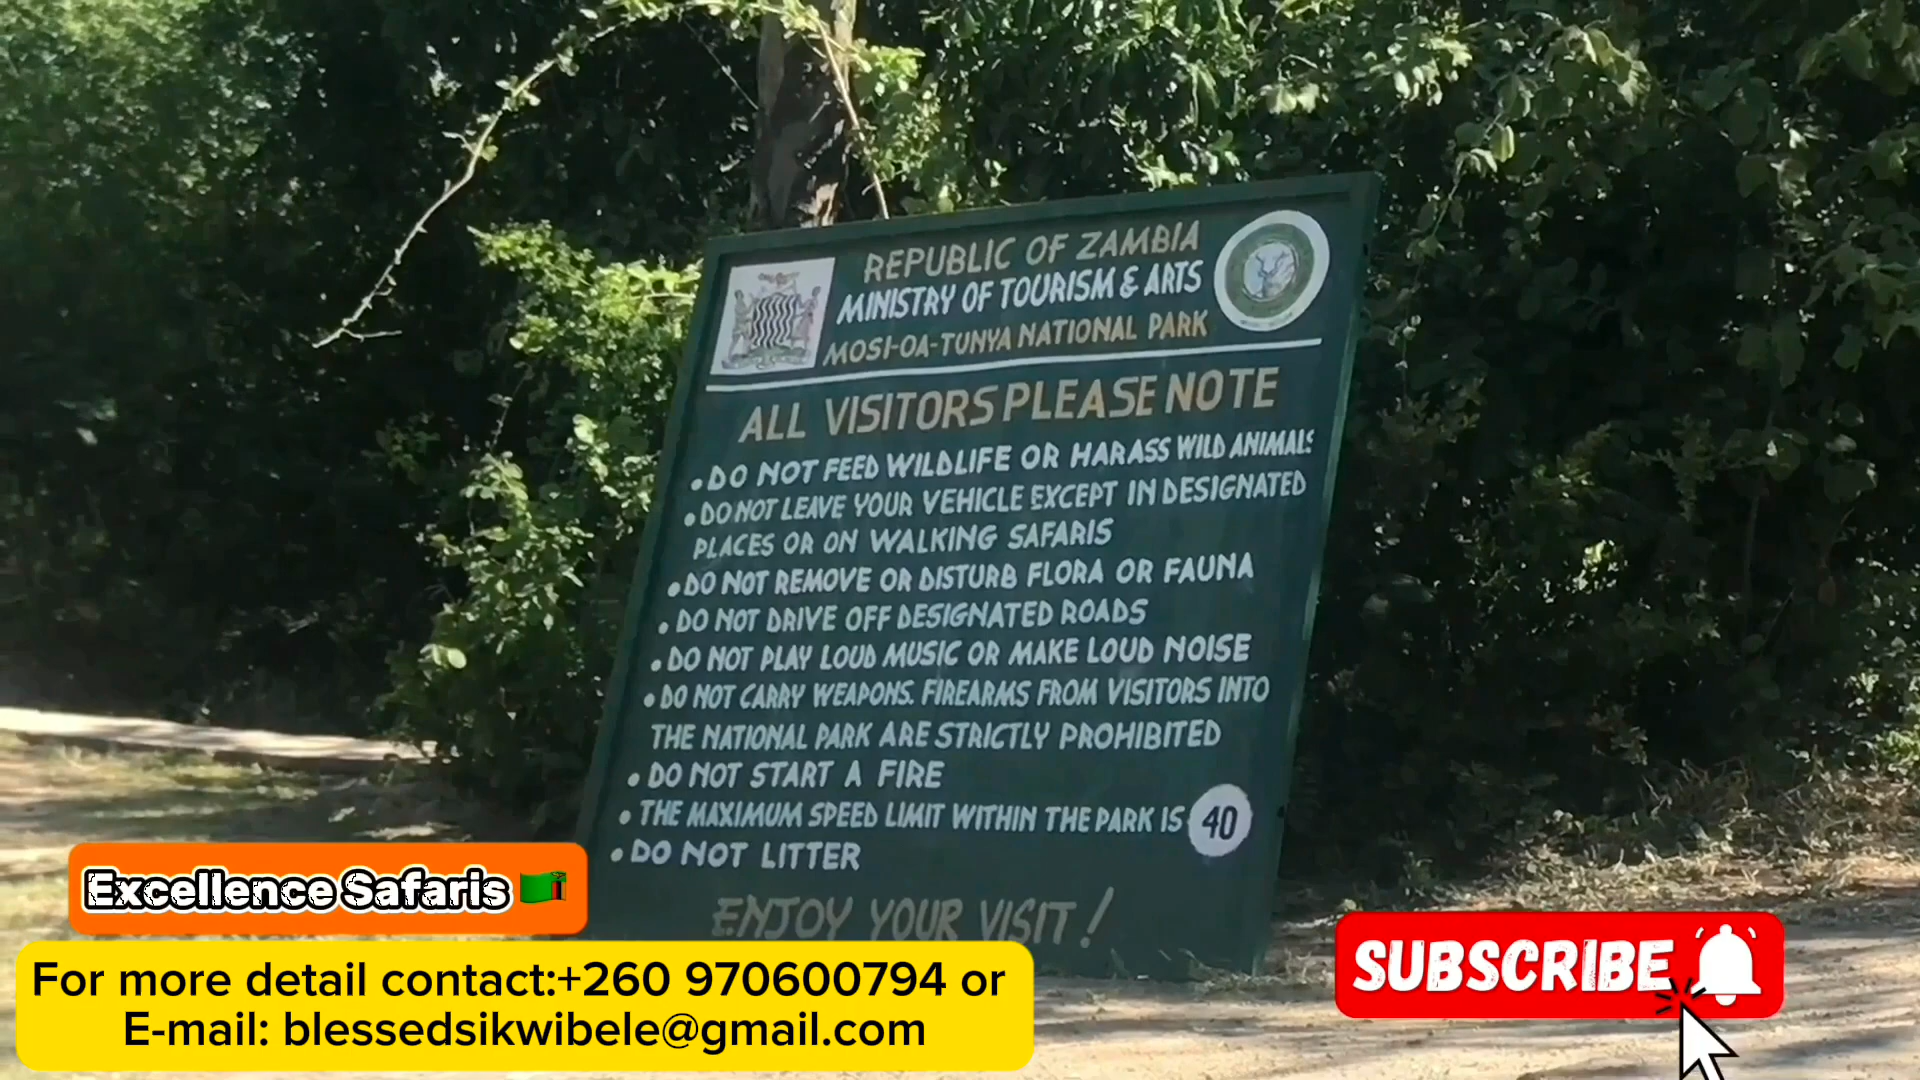 REPUBLIC OF ZAMBIA
MINISTRY OF TOURISM & ARTS
MOSI-OA-TUNYA NATIONAL PARK
ALL VISITORS PLEASE NOTE
• DO NOT FEED WILDLIFE OR HARASS WILD ANIMALS
• DO NOT LEAVE YOUR VEHICLE EXCEPT IN DESIGNATED
PLACES OR ON WALKING SAFARIS
• DO NOT REMOVE OR DISTURB FLORA OR FAUNA
• DO NOT DRIVE OFF DESIGNATED ROADS
• DO NOT PLAY LOUD MUSIC OR MAKE LOUD NOISE
• DO NOT CARRY WEAPONS. FIREARMS FROM VISITORS INTO
THE NATIONAL PARK ARE STRICTLY PROHIBITED
• DO NOT START A FIRE
• THE MAXIMUM SPEED LIMIT WITHIN THE PARK IS 40
• DO NOT LITTER
ENJOY YOUR VISIT!
Excellence Safaris
For more detail contact:+260 970600794 or
E-mail: blessedsikwibele@gmail.com
SUBSCRIBE